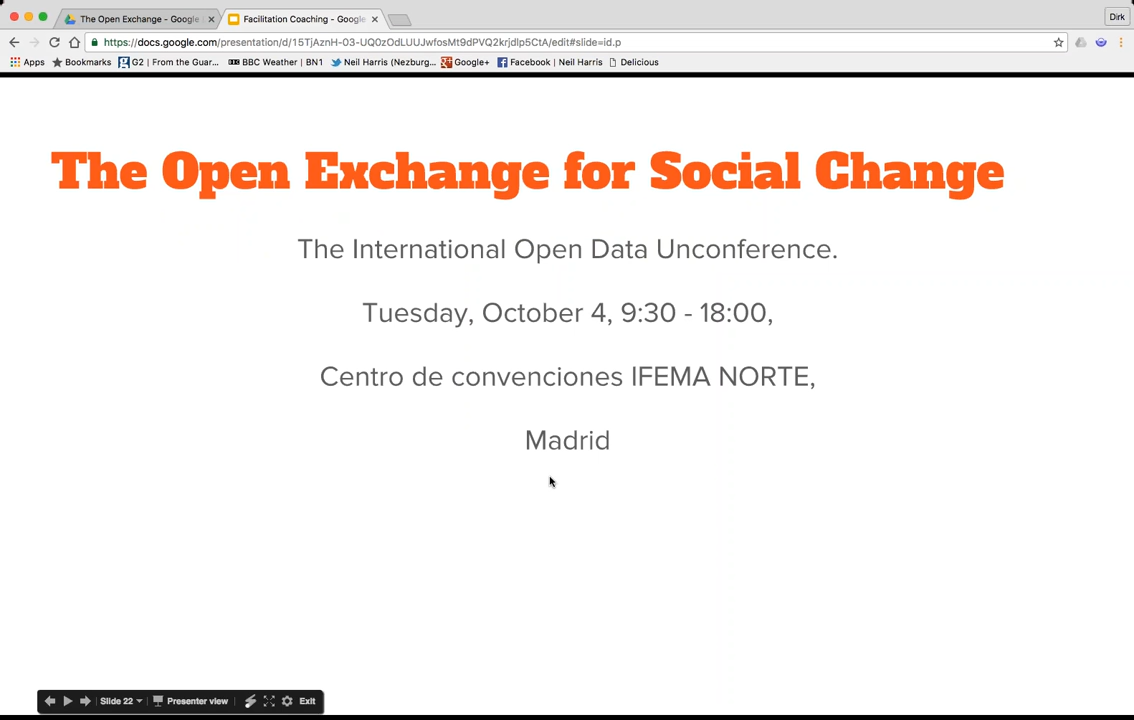 The Open Exchange - Google
Facilitation Coaching - Google
Dirk
https://docs.google.com/presentation/d/15TjAznH-03-UQ0zOdLUUJwfosMt9dPVQ2krjdlp5CtA/edit#slide=id.p
Apps Bookmarks G2 | From the Guar... BBC Weather | BN1 Neil Harris (Nezburg... Google+ Facebook | Neil Harris Delicious
The Open Exchange for Social Change
The International Open Data Unconference.
Tuesday, October 4, 9:30 - 18:00,
Centro de convenciones IFEMA NORTE,
Madrid
Slide 22 Presenter view Exit